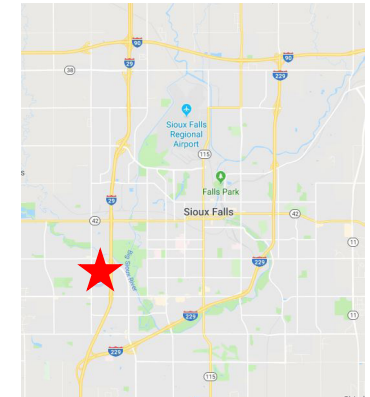 90
90
29
38
229
Sioux Falls
Regional
Airport
115
Falls Park
29
Sioux Falls
42
42
11
Big Sioux River
229
11
229
229
115